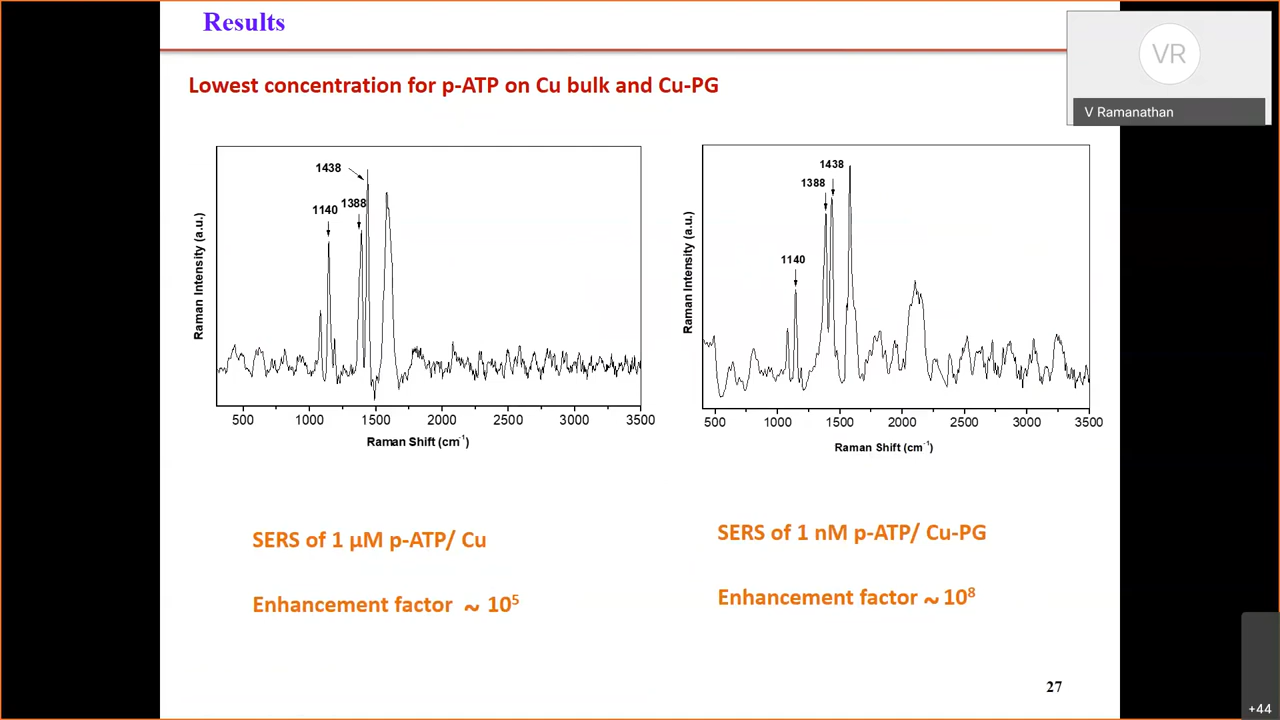 Results
VR
V Ramanathan
Lowest concentration for p-ATP on Cu bulk and Cu-PG
1438
1140
1388
Raman Intensity (a.u.)
500 1000 1500 2000 2500 3000 3500
Raman Shift (cm⁻¹)
1438
1388
1140
Raman Intensity (a.u.)
500 1000 1500 2000 2500 3000 3500
Raman Shift (cm⁻¹)
SERS of 1 µM p-ATP/ Cu
Enhancement factor ~ 10⁵
SERS of 1 nM p-ATP/ Cu-PG
Enhancement factor ~ 10⁸
27
+44